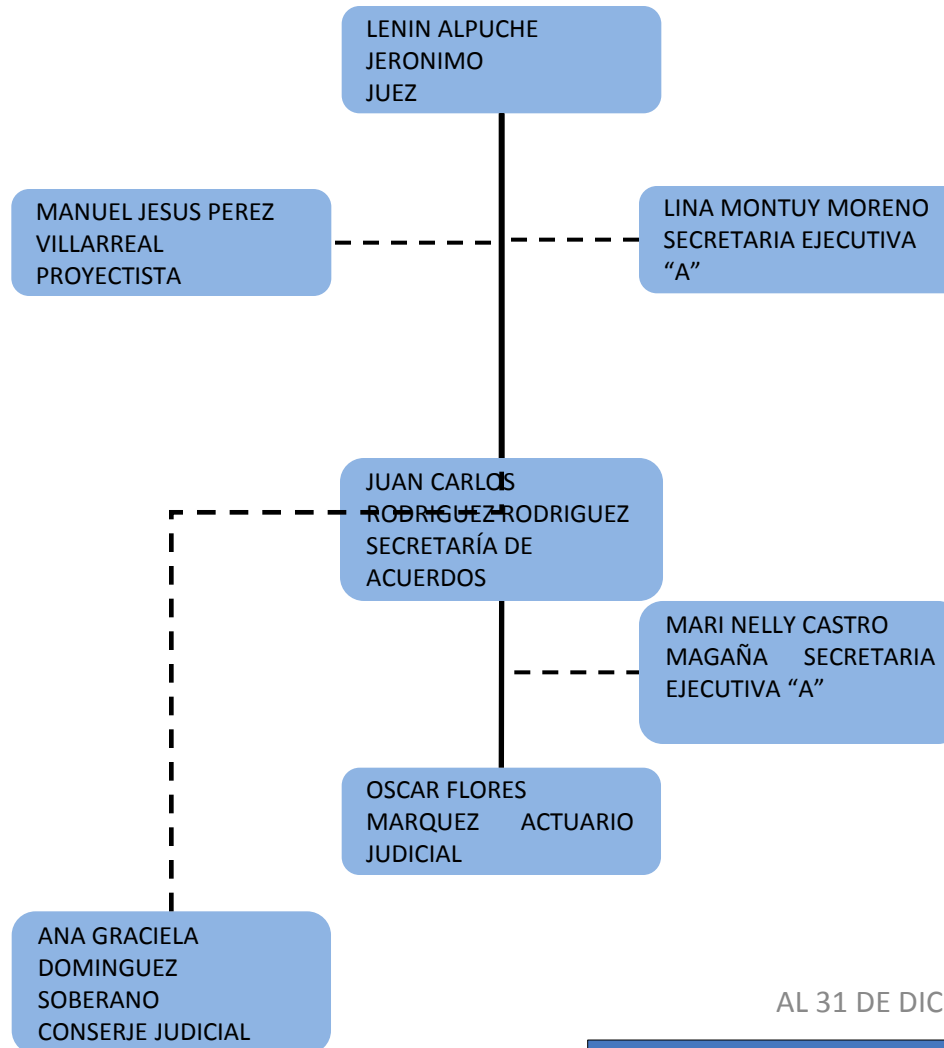 LENIN ALPUCHE
JERONIMO
JUEZ
MANUEL JESUS PEREZ
VILLARREAL
PROYECTISTA
LINA MONTUY MORENO
SECRETARIA EJECUTIVA
“A”
JUAN CARLOS
RODRIGUEZ RODRIGUEZ
SECRETARÍA DE
ACUERDOS
MARI NELLY CASTRO
MAGAÑA SECRETARIA
EJECUTIVA “A”
OSCAR FLORES
MARQUEZ ACTUARIO
JUDICIAL
ANA GRACIELA
DOMINGUEZ
SOBERANO
CONSERJE JUDICIAL
AL 31 DE DIC